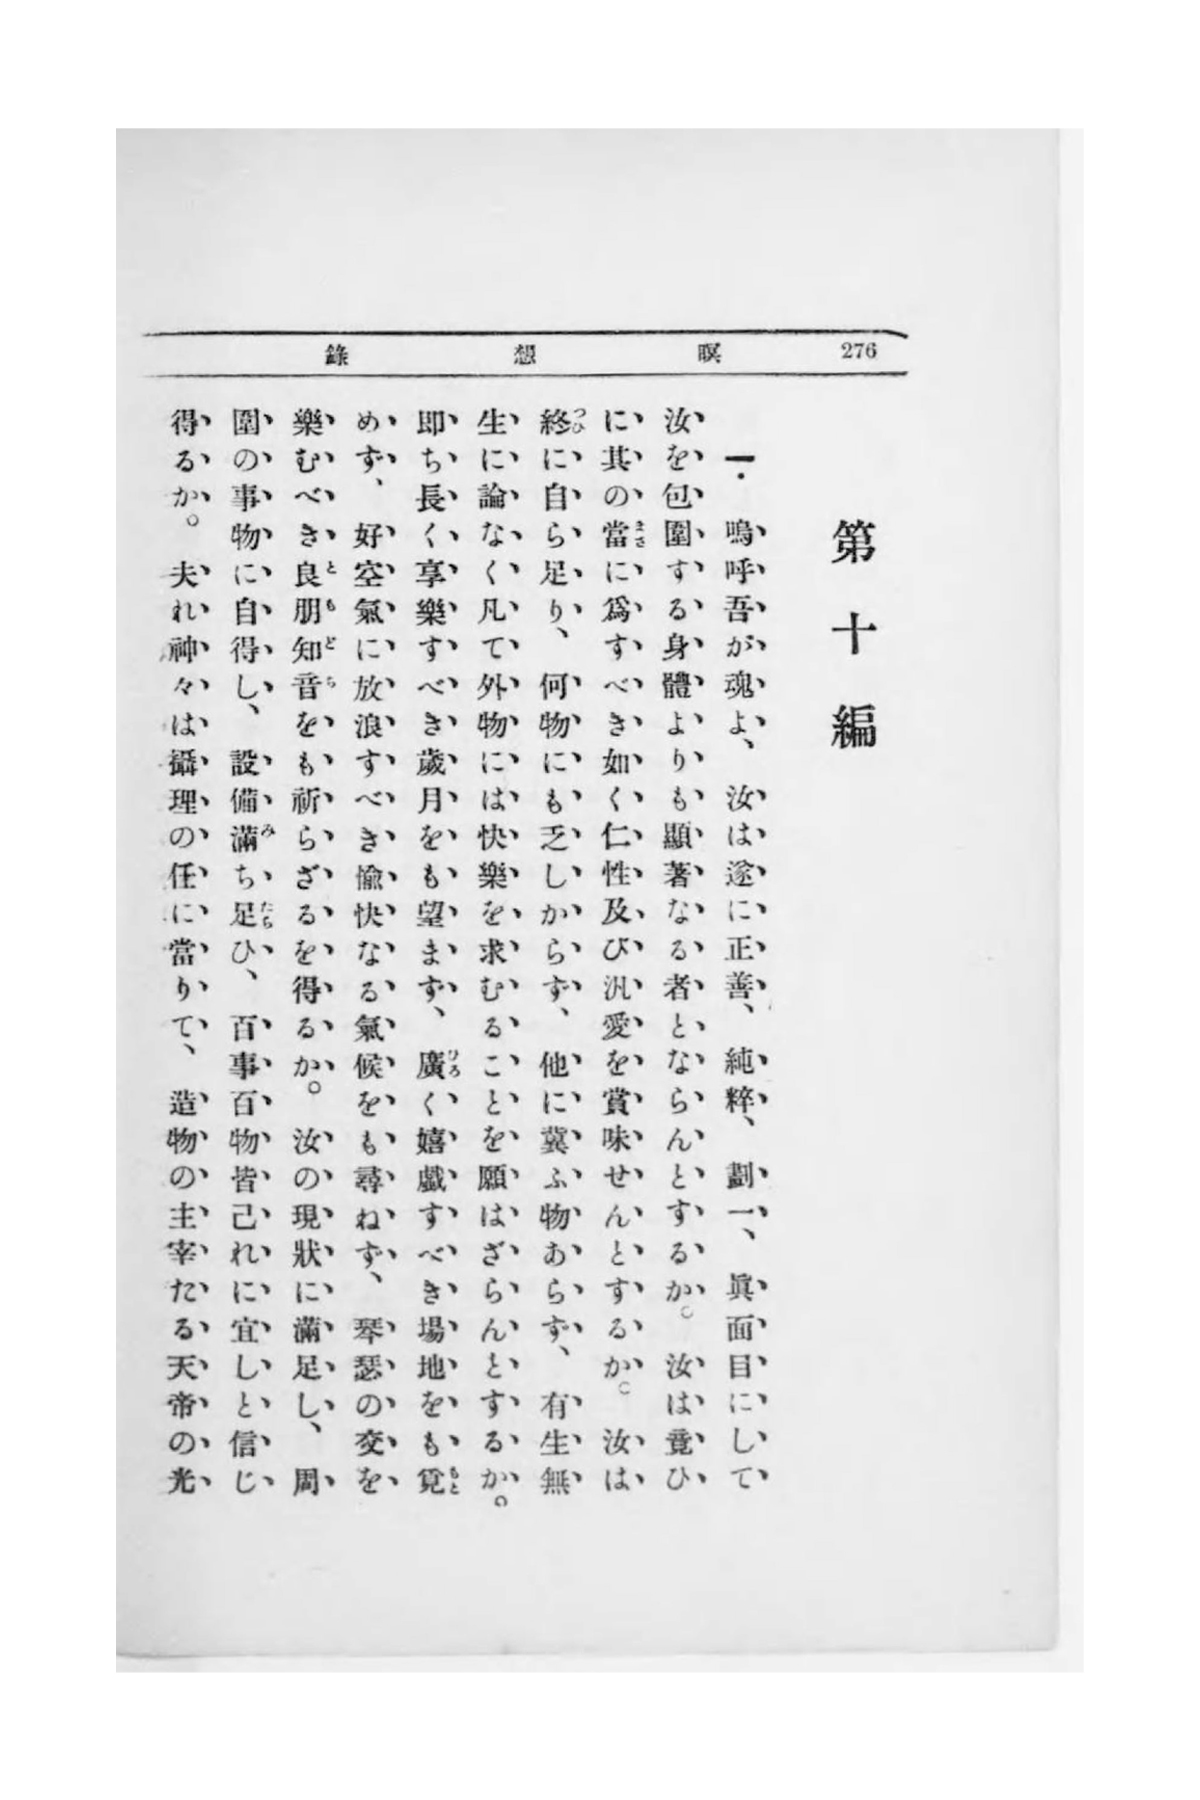 276
瞑想錄
第十編
一. 嗚呼吾が魂よ、汝は遂に正善、純粹、劃一、眞面目にして
汝を包圍する身體よりも顯著なる者とならんとするか。汝は竟ひ
に其の當に爲すべき如く仁性及び汎愛を賞味せんとするか。汝は
終に自ら足り、何物にも乏しからず、他に冀ふ物あらず、有生無
生に論なく凡て外物には快樂を求むることを願はざらんとするか。
即ち長く享樂すべき歲月をも望まず、廣く嬉戲すべき場地をも覓
めず、好空氣に放浪すべき愉快なる氣候をも尋ねず、琴瑟の交を
樂むべき良朋知音をも祈らざるを得るか。汝の現狀に滿足し、周
圍の事物に自得し、設備滿ち足ひ、百事百物皆己れに宜しと信じ
得るか。夫れ神々は攝理の任に當りて、造物の主宰たる天帝の光